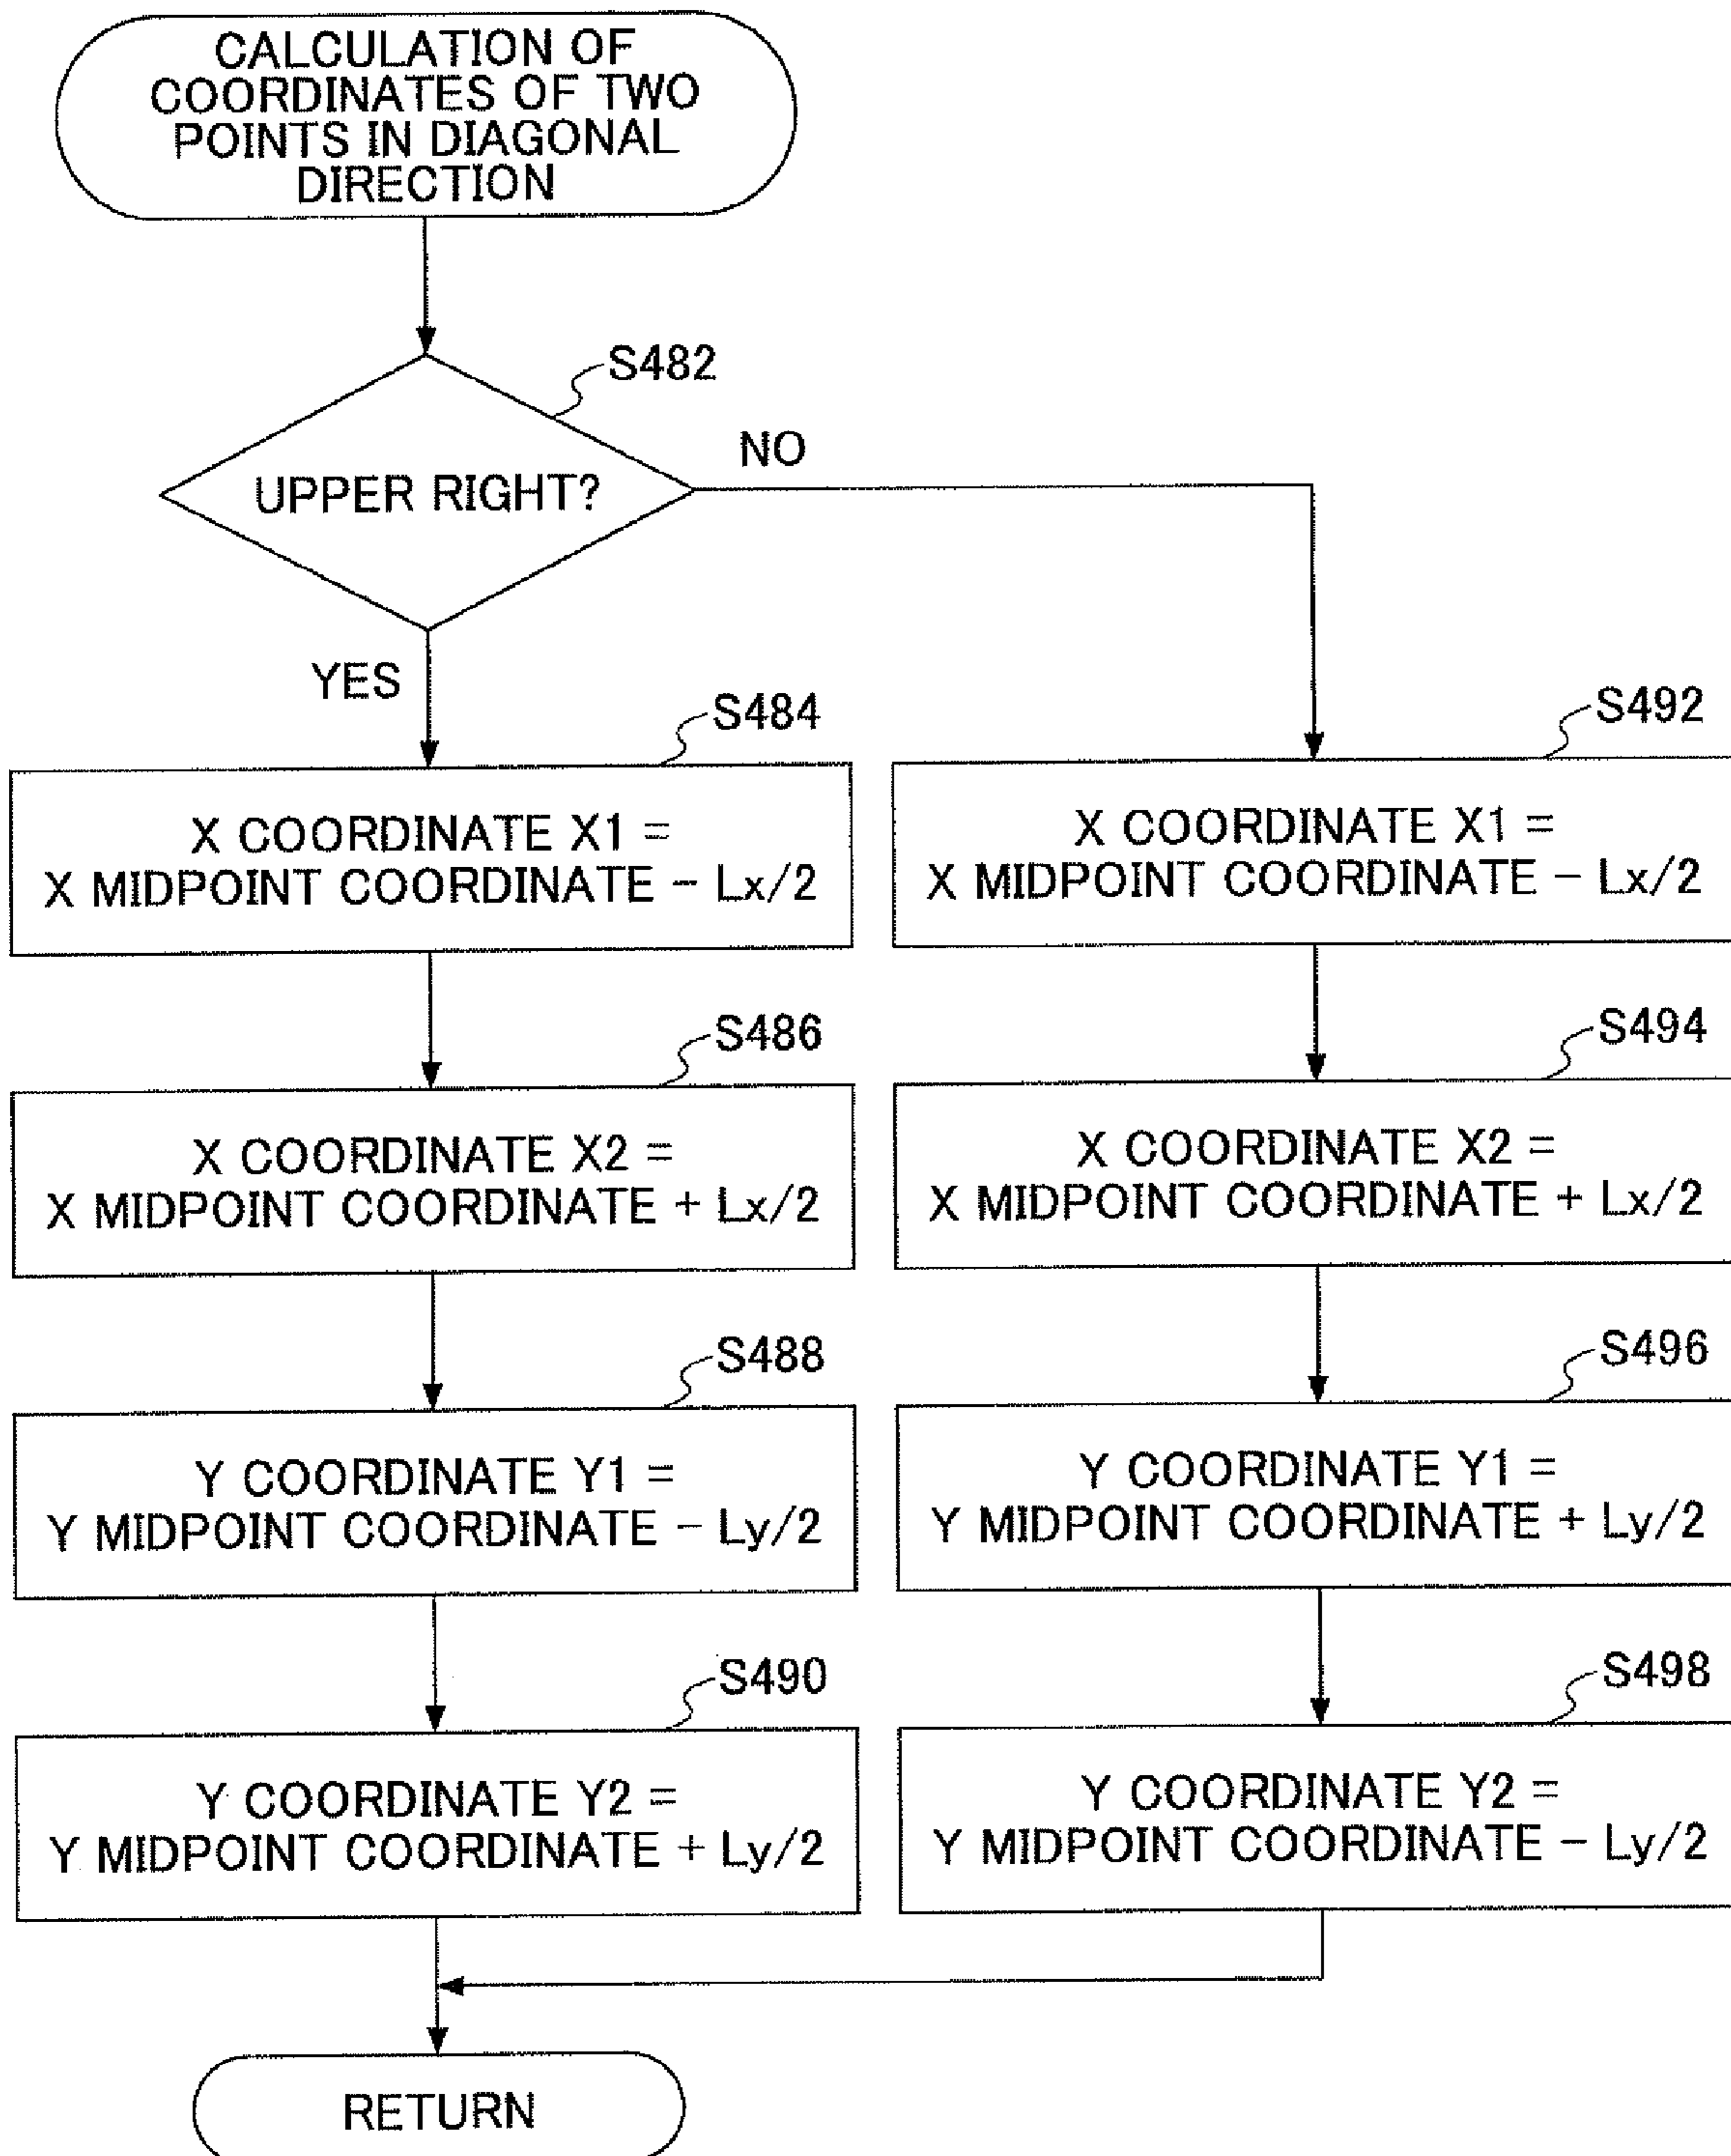 CALCULATION OF
COORDINATES OF TWO
POINTS IN DIAGONAL
DIRECTION
S482
UPPER RIGHT?
NO
YES
S484
X COORDINATE X1 =
X MIDPOINT COORDINATE - Lx/2
S486
X COORDINATE X2 =
X MIDPOINT COORDINATE + Lx/2
S488
Y COORDINATE Y1 =
Y MIDPOINT COORDINATE - Ly/2
S490
Y COORDINATE Y2 =
Y MIDPOINT COORDINATE + Ly/2
S492
X COORDINATE X1 =
X MIDPOINT COORDINATE - Lx/2
S494
X COORDINATE X2 =
X MIDPOINT COORDINATE + Lx/2
S496
Y COORDINATE Y1 =
Y MIDPOINT COORDINATE + Ly/2
S498
Y COORDINATE Y2 =
Y MIDPOINT COORDINATE - Ly/2
RETURN